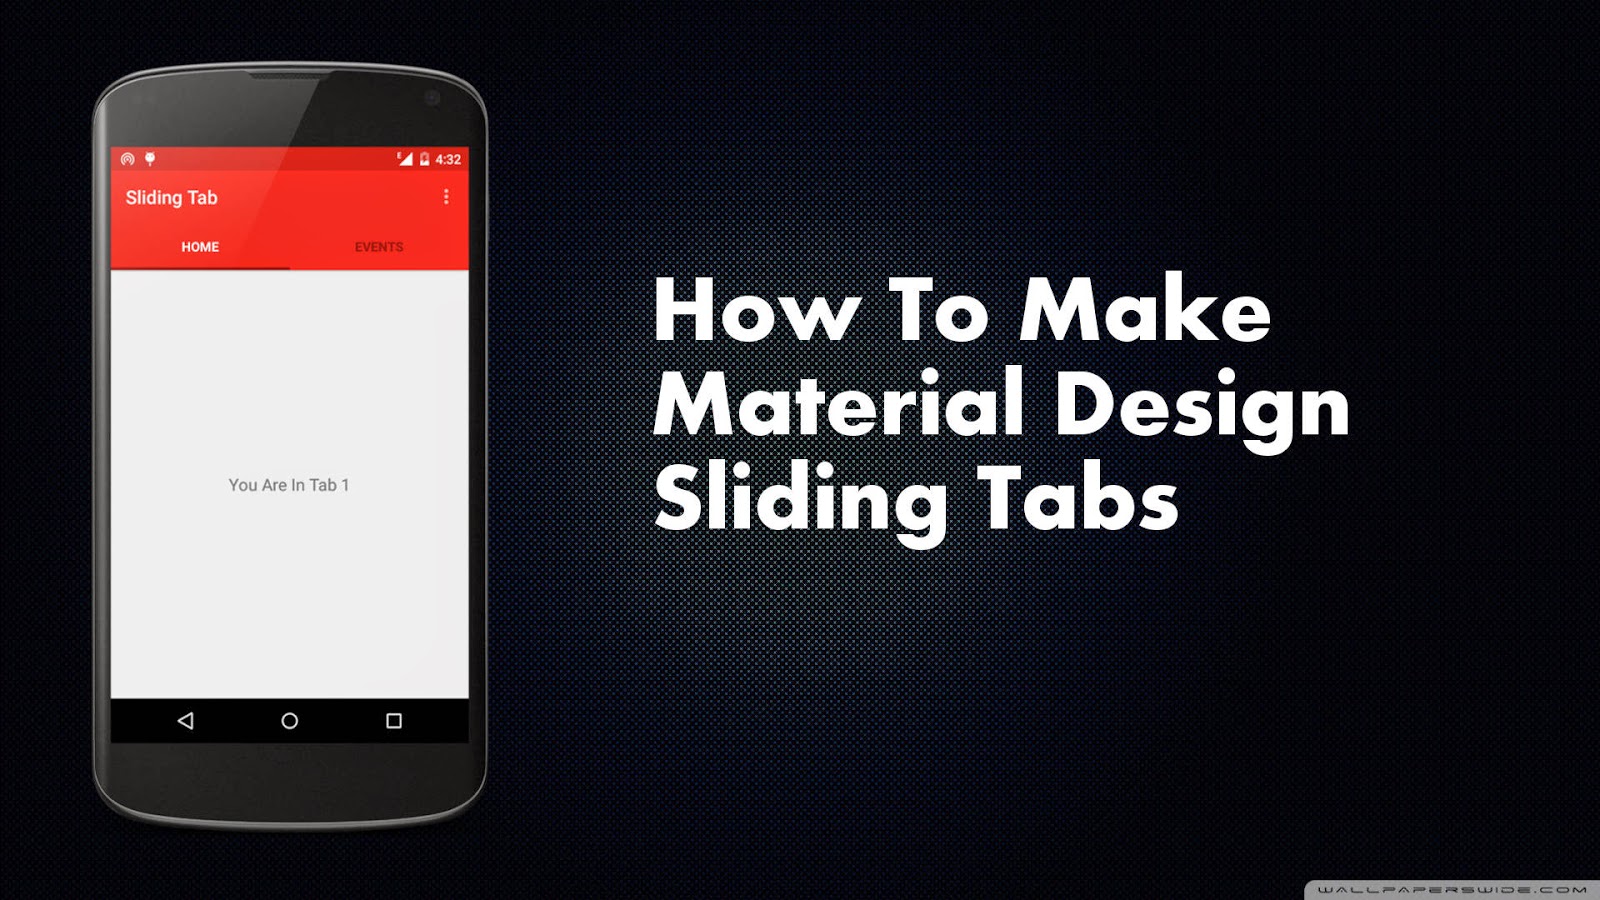 E 4:32
Sliding Tab
HOME EVENTS
You Are In Tab 1
How To Make
Material Design
Sliding Tabs
WALLPAPERSWIDE.COM